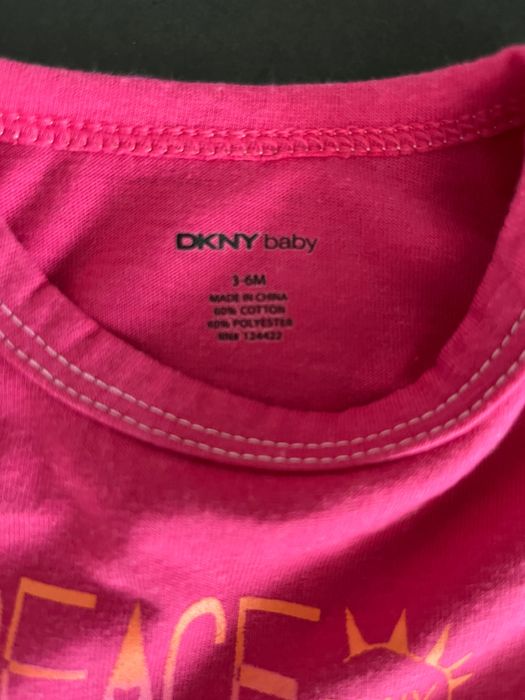 DKNY baby
3-6M
MADE IN CHINA
60% COTTON
40% POLYESTER
RN# 124422
PEACE